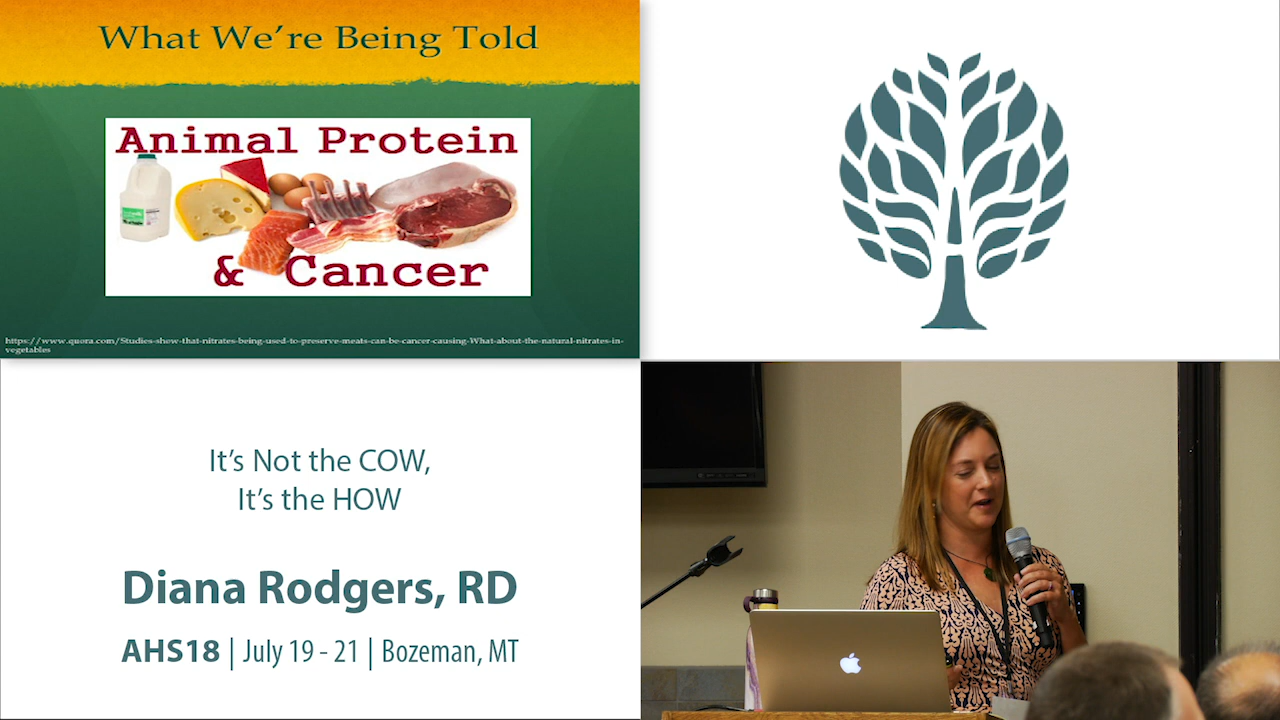 What We're Being Told
Animal Protein
& Cancer
https://www.quora.com/Studies-show-that-nitrates-being-used-to-preserve-meats-can-be-cancer-causing-What-about-the-natural-nitrates-in-
vegetables
It's Not the COW,
It's the HOW
Diana Rodgers, RD
AHS18 | July 19 - 21 | Bozeman, MT